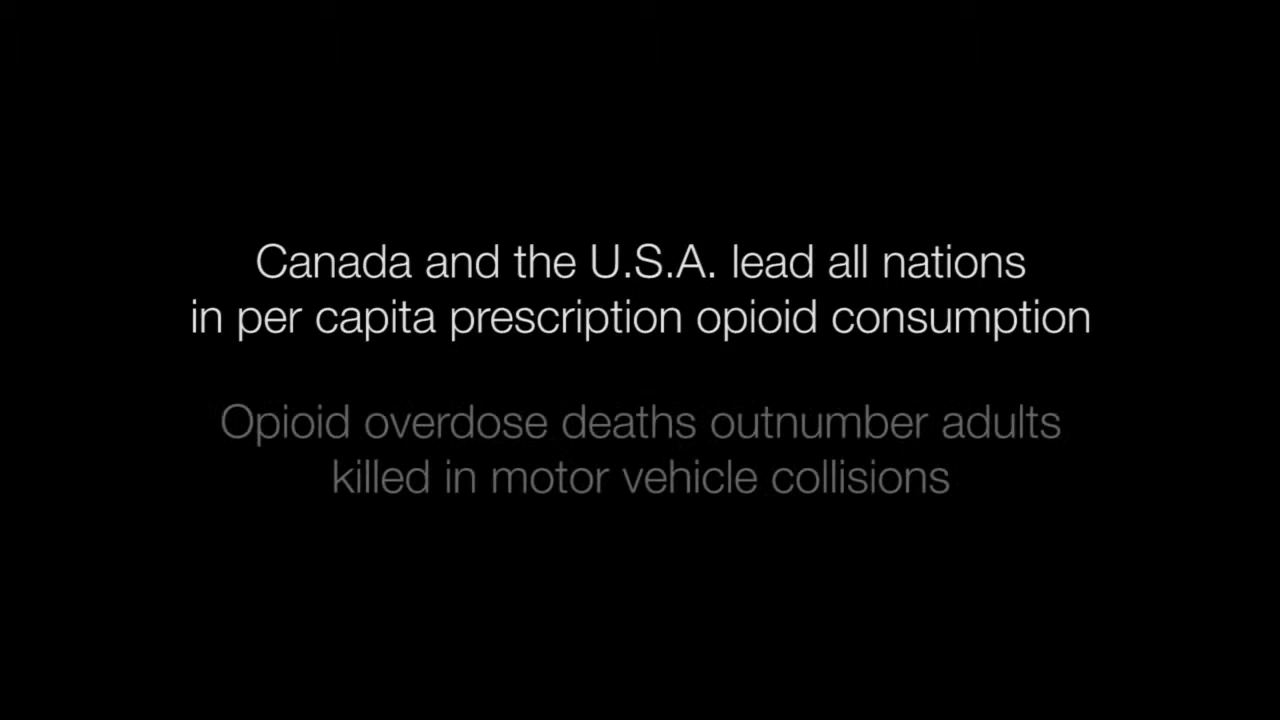 Canada and the U.S.A. lead all nations
in per capita prescription opioid consumption
Opioid overdose deaths outnumber adults
killed in motor vehicle collisions